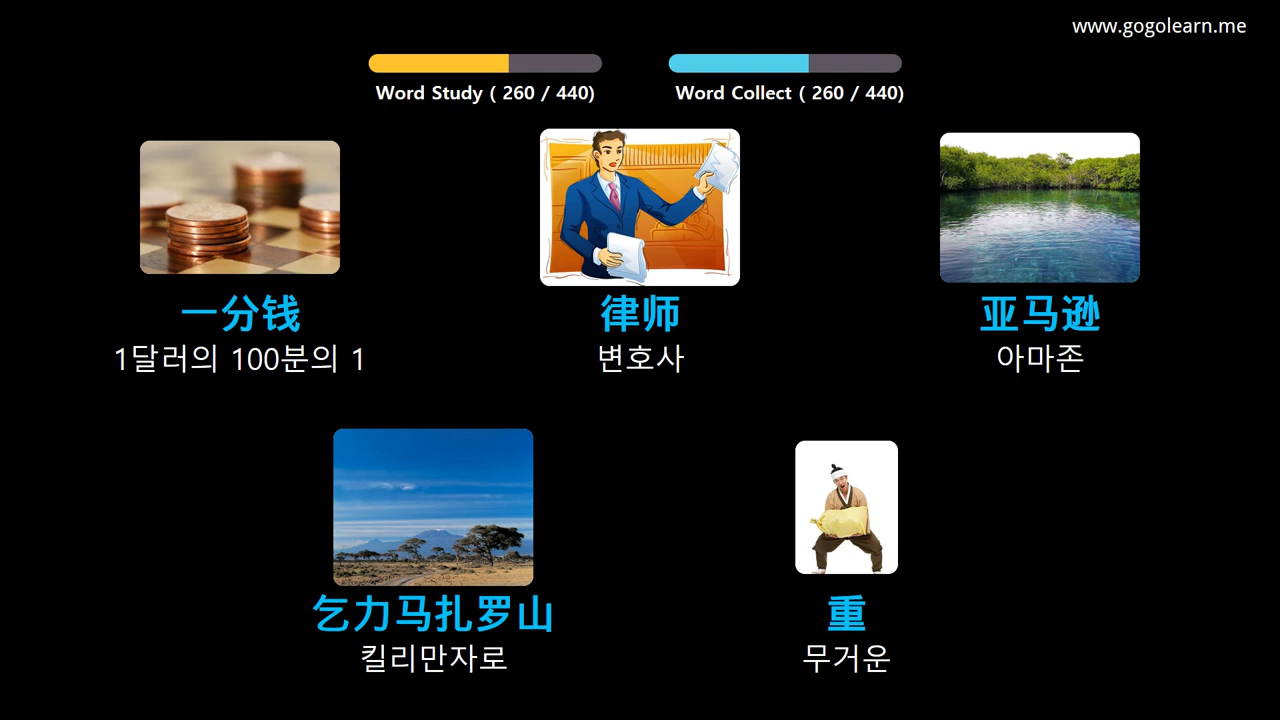 www.gogolearn.me
Word Study ( 260 / 440)
Word Collect ( 260 / 440)
一分钱
1달러의 100분의 1
律师
변호사
亚马逊
아마존
乞力马扎罗山
킬리만자로
重
무거운